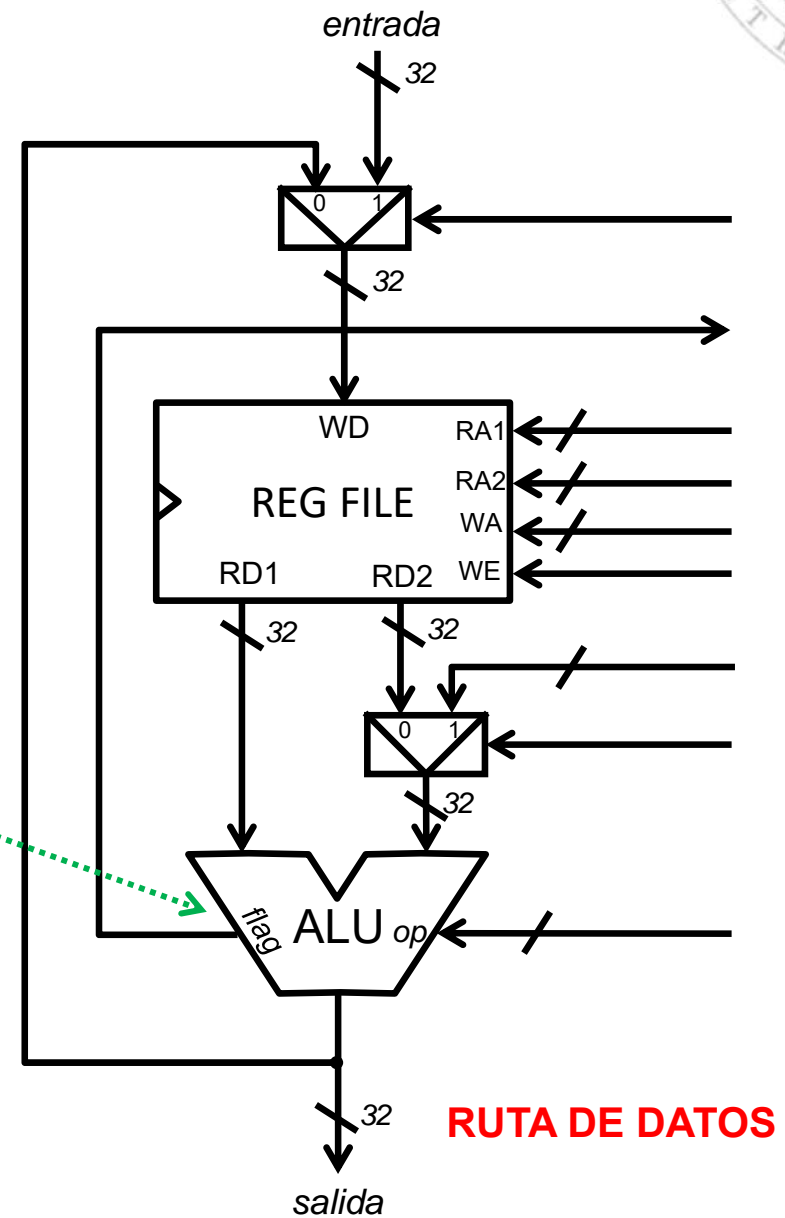 entrada
32
0 1
32
WD
RA1
RA2
REG FILE
WA
WE
RD1
RD2
32
32
0 1
32
flag
ALU
op
32
RUTA DE DATOS
salida